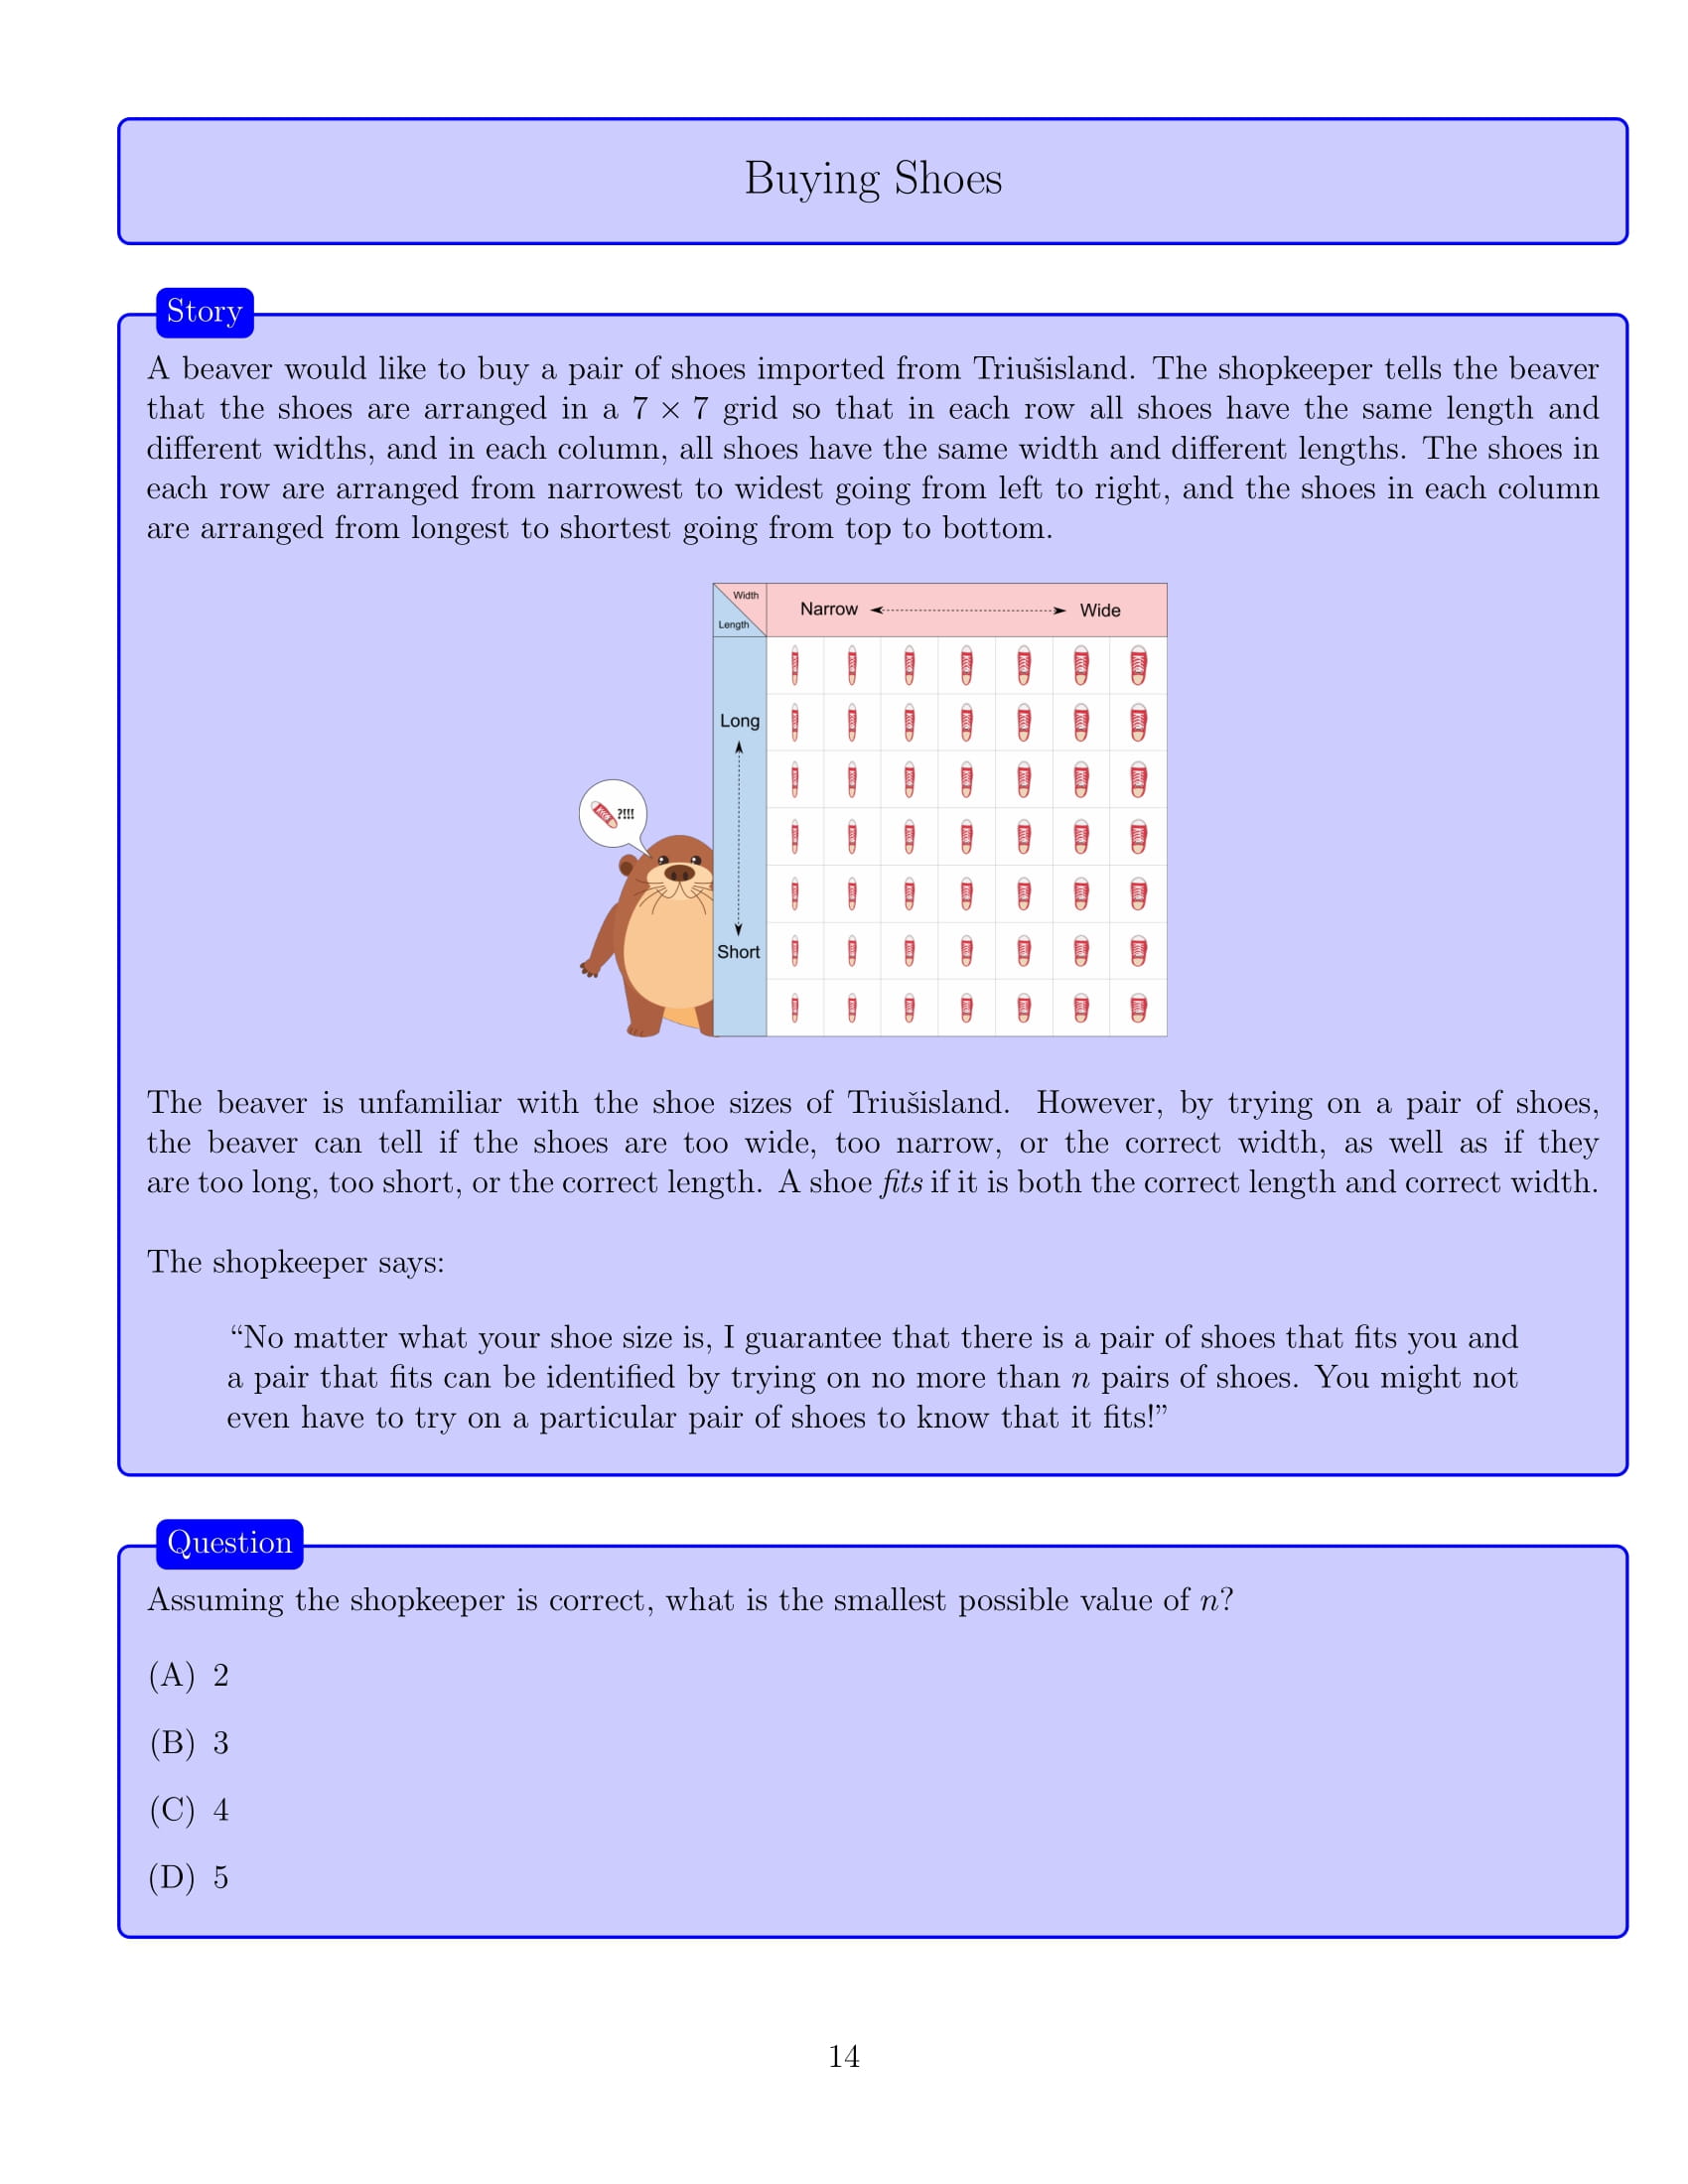 Buying Shoes
Story
A beaver would like to buy a pair of shoes imported from Triušisland. The shopkeeper tells the beaver
that the shoes are arranged in a 7 × 7 grid so that in each row all shoes have the same length and
different widths, and in each column, all shoes have the same width and different lengths. The shoes in
each row are arranged from narrowest to widest going from left to right, and the shoes in each column
are arranged from longest to shortest going from top to bottom.
Width
Length
Narrow Wide
Long
?!!!
Short
The beaver is unfamiliar with the shoe sizes of Triušisland. However, by trying on a pair of shoes,
the beaver can tell if the shoes are too wide, too narrow, or the correct width, as well as if they
are too long, too short, or the correct length. A shoe fits if it is both the correct length and correct width.
The shopkeeper says:
“No matter what your shoe size is, I guarantee that there is a pair of shoes that fits you and
a pair that fits can be identified by trying on no more than n pairs of shoes. You might not
even have to try on a particular pair of shoes to know that it fits!”
Question
Assuming the shopkeeper is correct, what is the smallest possible value of n?
(A) 2
(B) 3
(C) 4
(D) 5
14